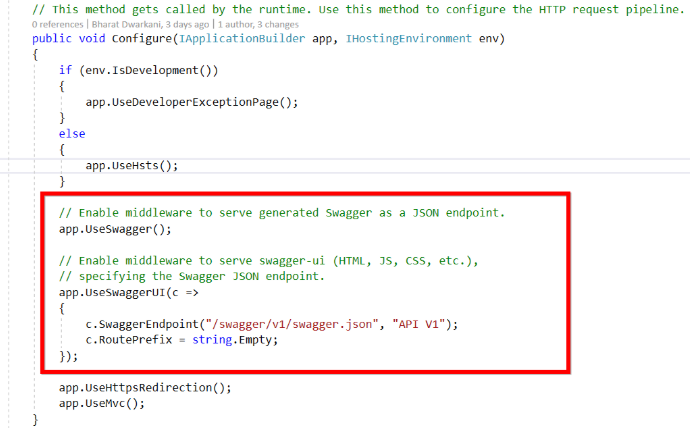 // This method gets called by the runtime. Use this method to configure the HTTP request pipeline.
0 references | Bharat Dwarkani, 3 days ago | 1 author, 3 changes
public void Configure(IApplicationBuilder app, IHostingEnvironment env)
{
if (env.IsDevelopment())
{
app.UseDeveloperExceptionPage();
}
else
{
app.UseHsts();
}
// Enable middleware to serve generated Swagger as a JSON endpoint.
app.UseSwagger();
// Enable middleware to serve swagger-ui (HTML, JS, CSS, etc.),
// specifying the Swagger JSON endpoint.
app.UseSwaggerUI(c =>
{
c.SwaggerEndpoint("/swagger/v1/swagger.json", "API V1");
c.RoutePrefix = string.Empty;
});
app.UseHttpsRedirection();
app.UseMvc();
}